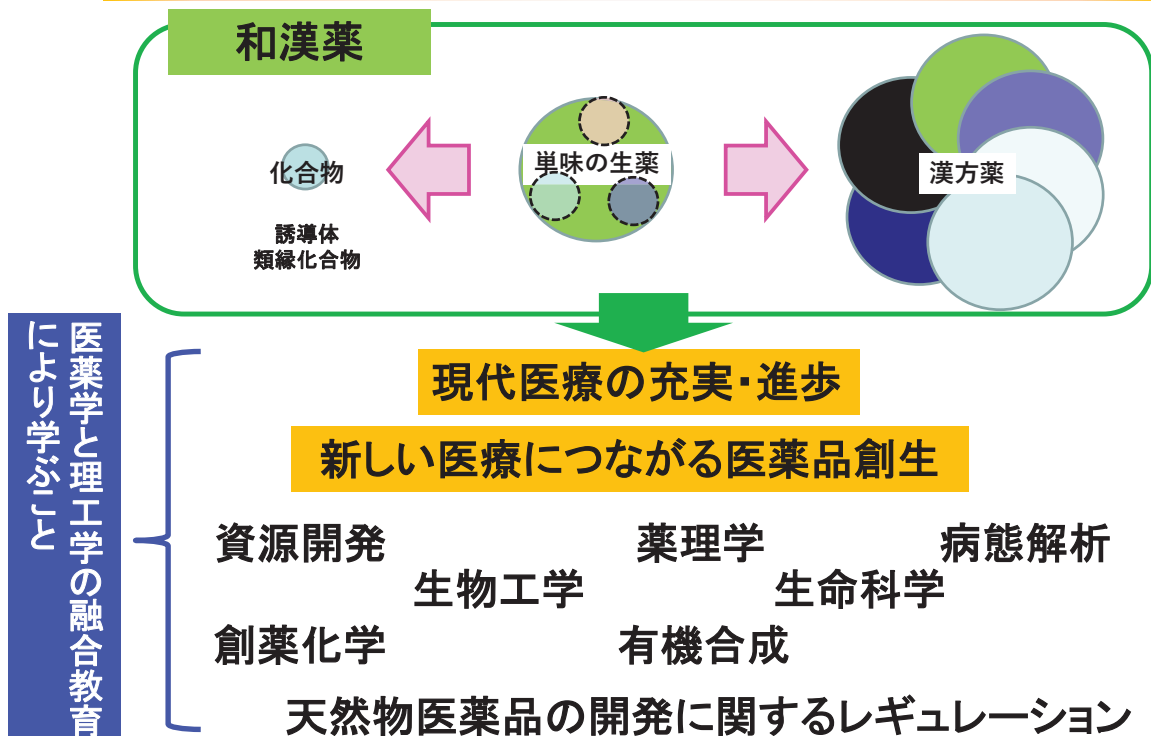 和漢薬
化合物
誘導体
類縁化合物
単味の生薬
漢方薬
医薬学と理工学の融合教育
により学ぶこと
現代医療の充実・進歩
新しい医療につながる医薬品創生
資源開発
薬理学
病態解析
生物工学
生命科学
創薬化学
有機合成
天然物医薬品の開発に関するレギュレーション